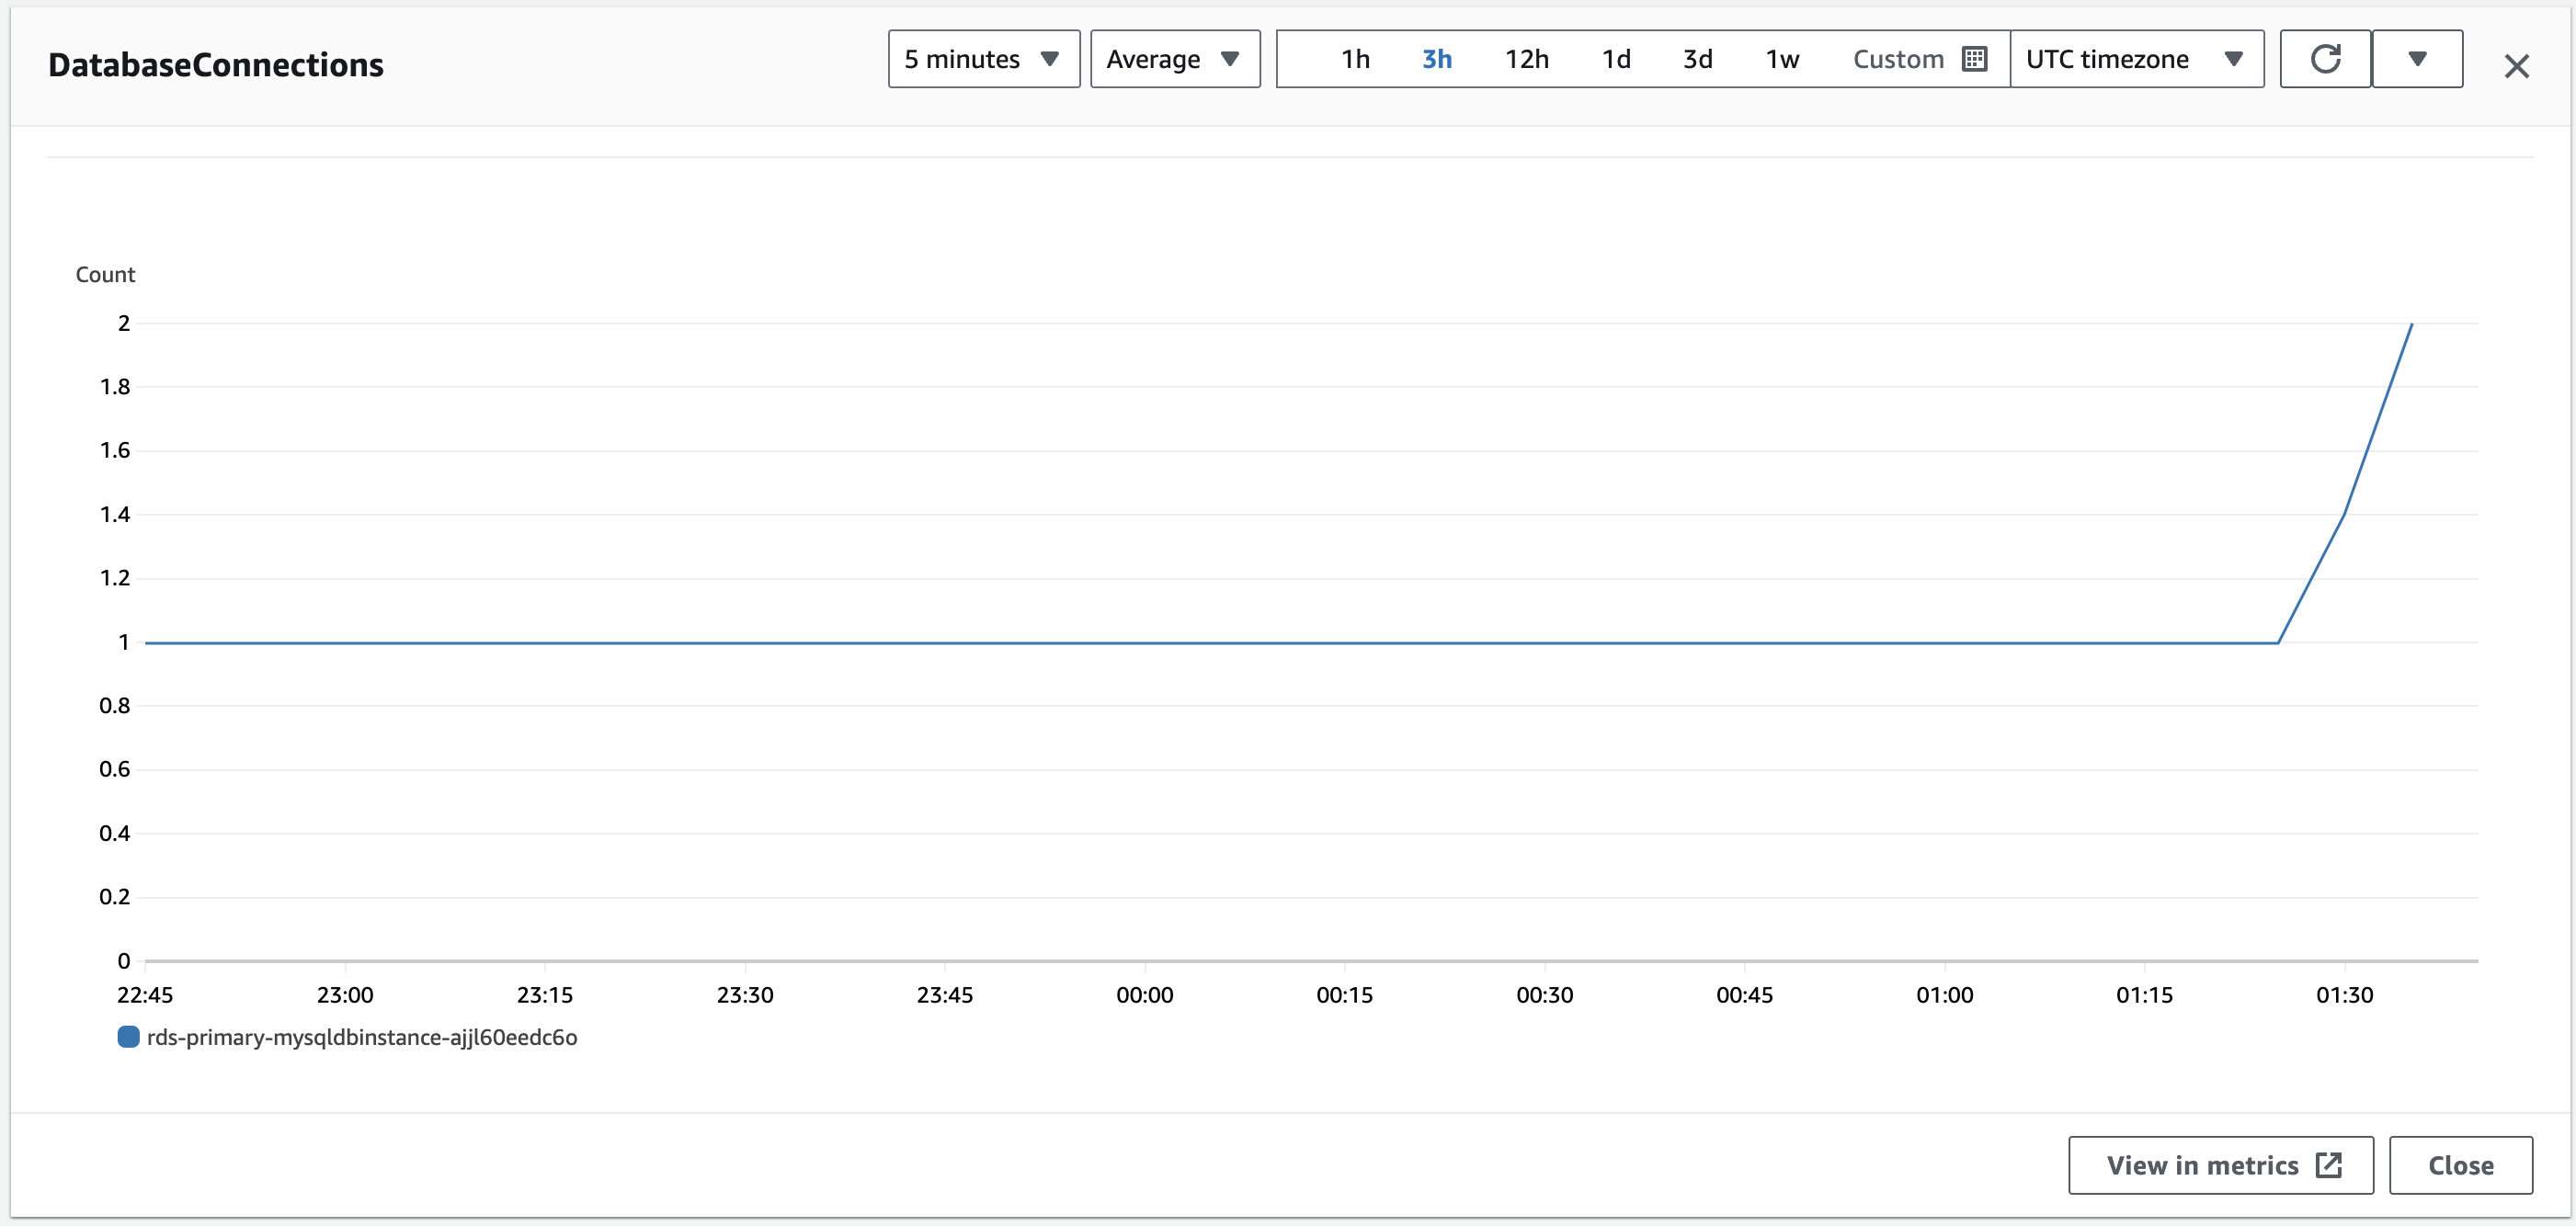 DatabaseConnections
5 minutes Average 1h 3h 12h 1d 3d 1w Custom UTC timezone
Count
2
1.8
1.6
1.4
1.2
1
0.8
0.6
0.4
0.2
0
22:45 23:00 23:15 23:30 23:45 00:00 00:15 00:30 00:45 01:00 01:15 01:30
rds-primary-mysqldbinstance-ajjl60eedc6o
View in metrics Close